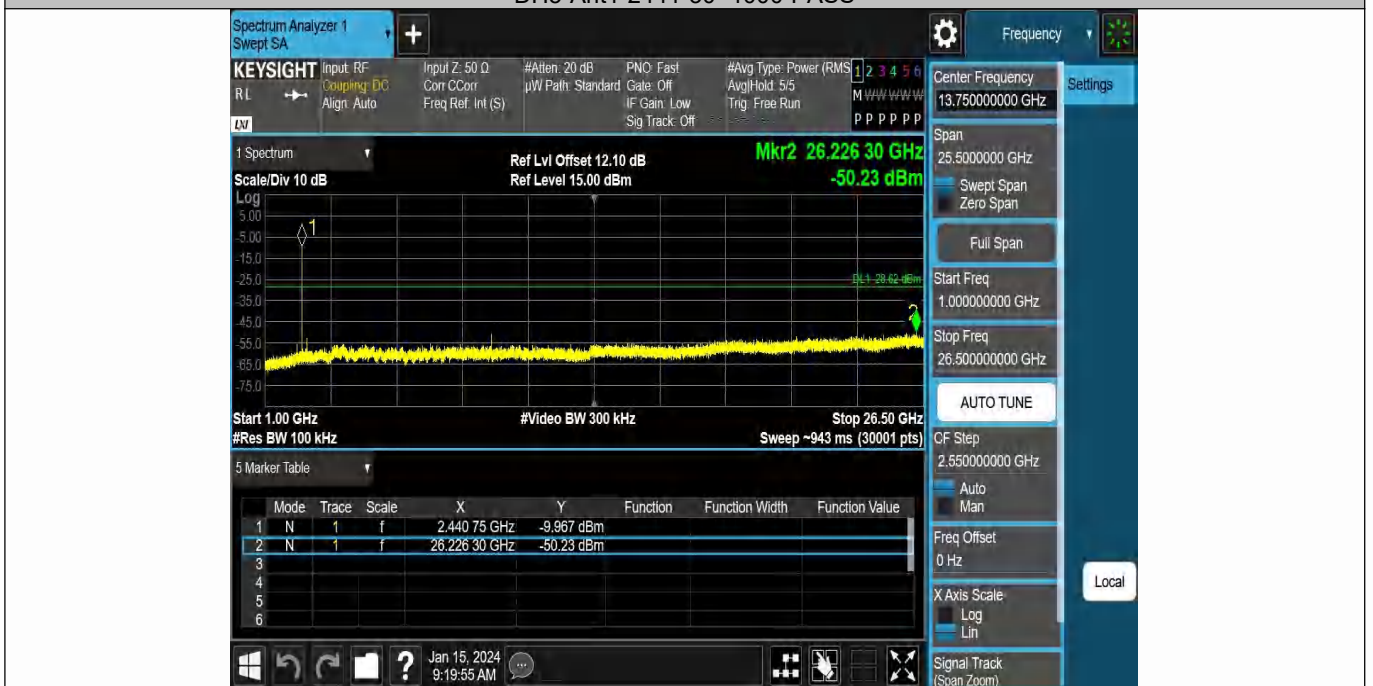 Spectrum Analyzer 1
Swept SA
+
Frequency
KEYSIGHT
RL
LXI
Input: RF
Coupling: DC
Align: Auto
Input Z: 50 Ω
Corr CCorr
Freq Ref: Int (S)
#Atten: 20 dB
µW Path: Standard
PNO: Fast
Gate: Off
IF Gain: Low
Sig Track: Off
#Avg Type: Power (RMS
Avg|Hold: 5/5
Trig: Free Run
1 2 3 4 5 6
M W W W W W
P P P P P P
1 Spectrum
Scale/Div 10 dB
Ref Lvl Offset 12.10 dB
Ref Level 15.00 dBm
Mkr2 26.226 30 GHz
-50.23 dBm
Log
5.00
-5.00
-15.0
-25.0
-35.0
-45.0
-55.0
-65.0
-75.0
1
2
DL1 -28.62 dBm
Start 1.00 GHz
#Video BW 300 kHz
Stop 26.50 GHz
#Res BW 100 kHz
Sweep ~943 ms (30001 pts)
5 Marker Table
Mode Trace Scale X Y Function Function Width Function Value
1 N 1 f 2.440 75 GHz -9.967 dBm
2 N 1 f 26.226 30 GHz -50.23 dBm
3
4
5
6
Jan 15, 2024
9:19:55 AM
Center Frequency
13.750000000 GHz
Settings
Span
25.5000000 GHz
Swept Span
Zero Span
Full Span
Start Freq
1.000000000 GHz
Stop Freq
26.500000000 GHz
AUTO TUNE
CF Step
2.550000000 GHz
Auto
Man
Freq Offset
0 Hz
X Axis Scale
Log
Lin
Local
Signal Track
(Span Zoom)